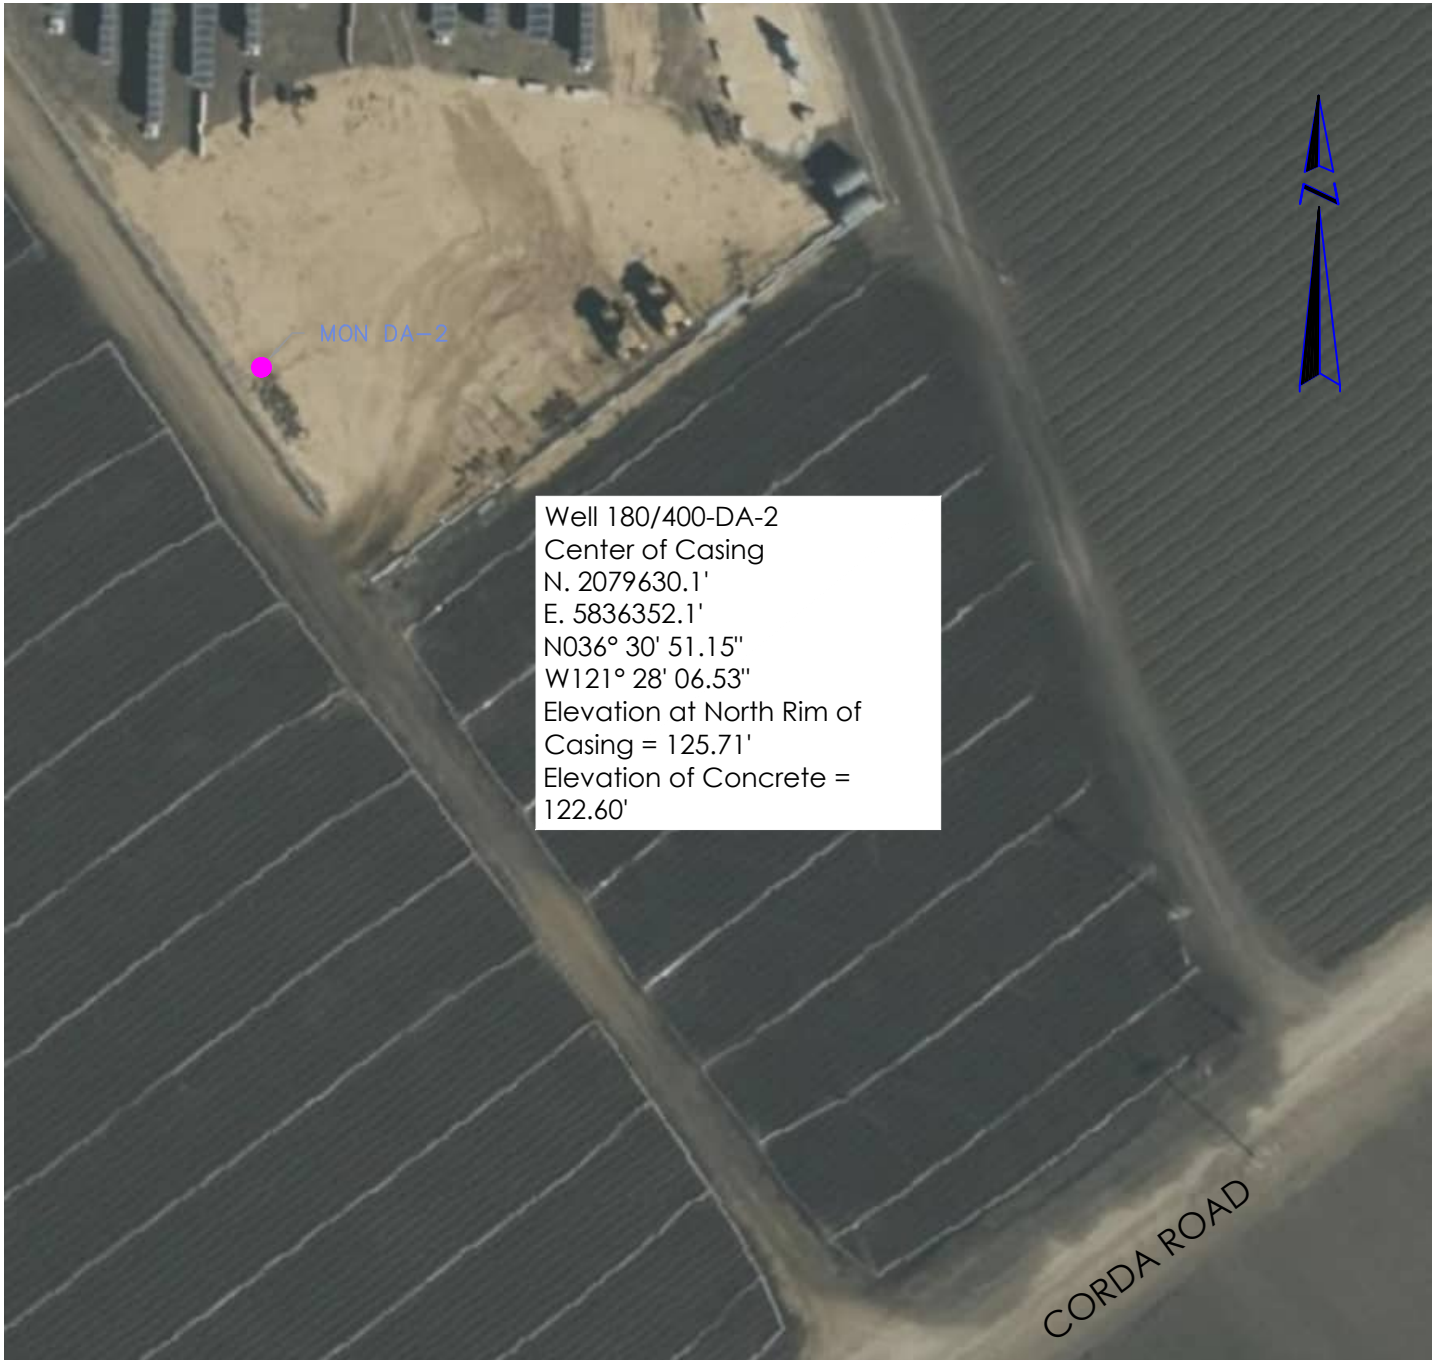 MON DA-2
Well 180/400-DA-2
Center of Casing
N. 2079630.1'
E. 5836352.1'
N036° 30' 51.15"
W121° 28' 06.53"
Elevation at North Rim of
Casing = 125.71'
Elevation of Concrete =
122.60'
CORDA ROAD